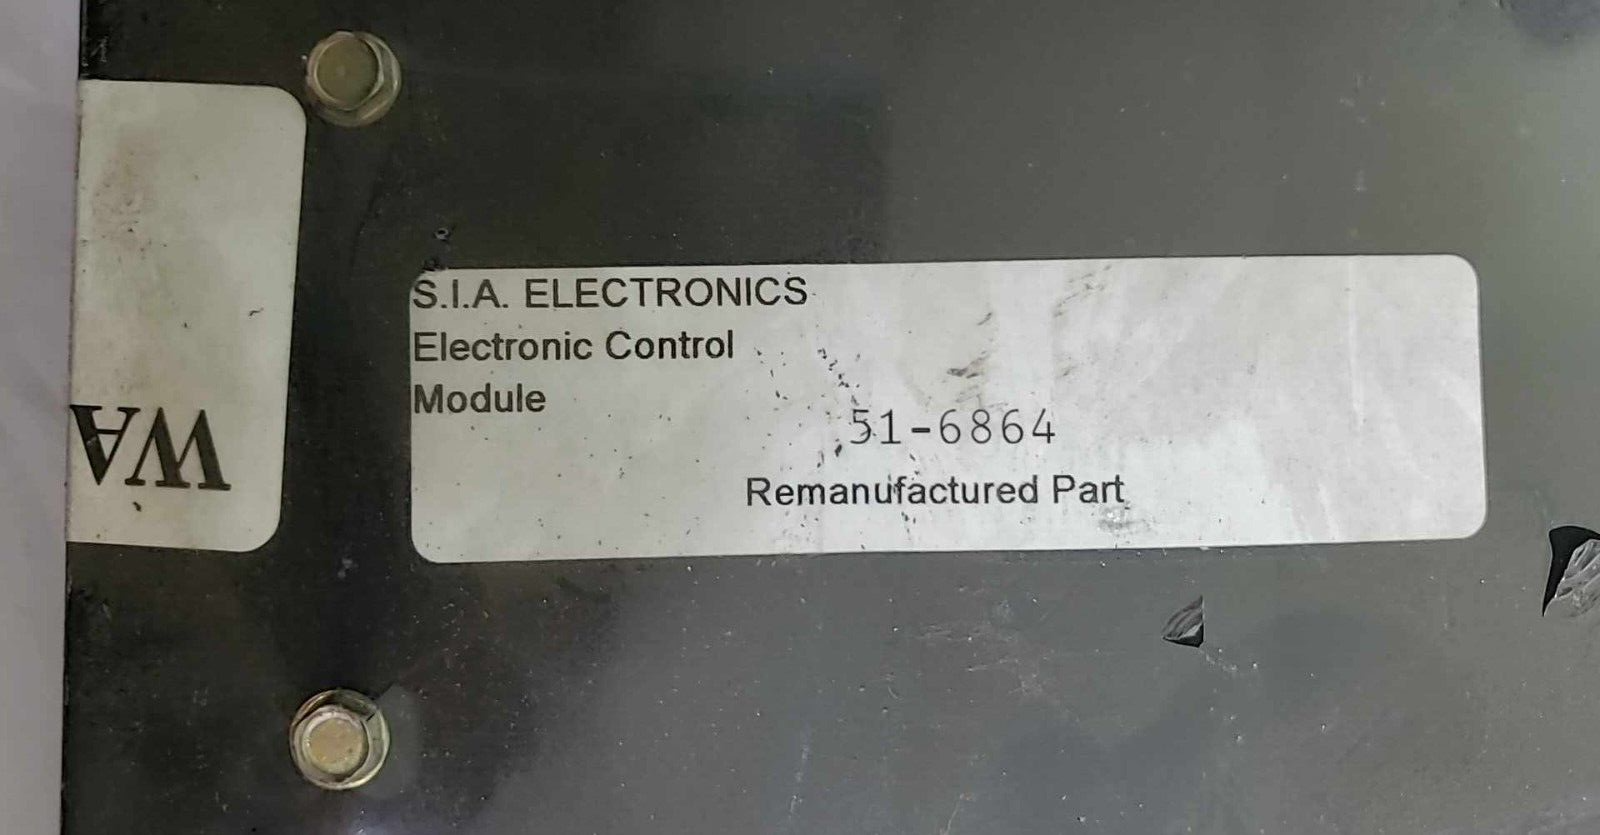 S.I.A. ELECTRONICS
Electronic Control
Module
51-6864
Remanufactured Part
WA